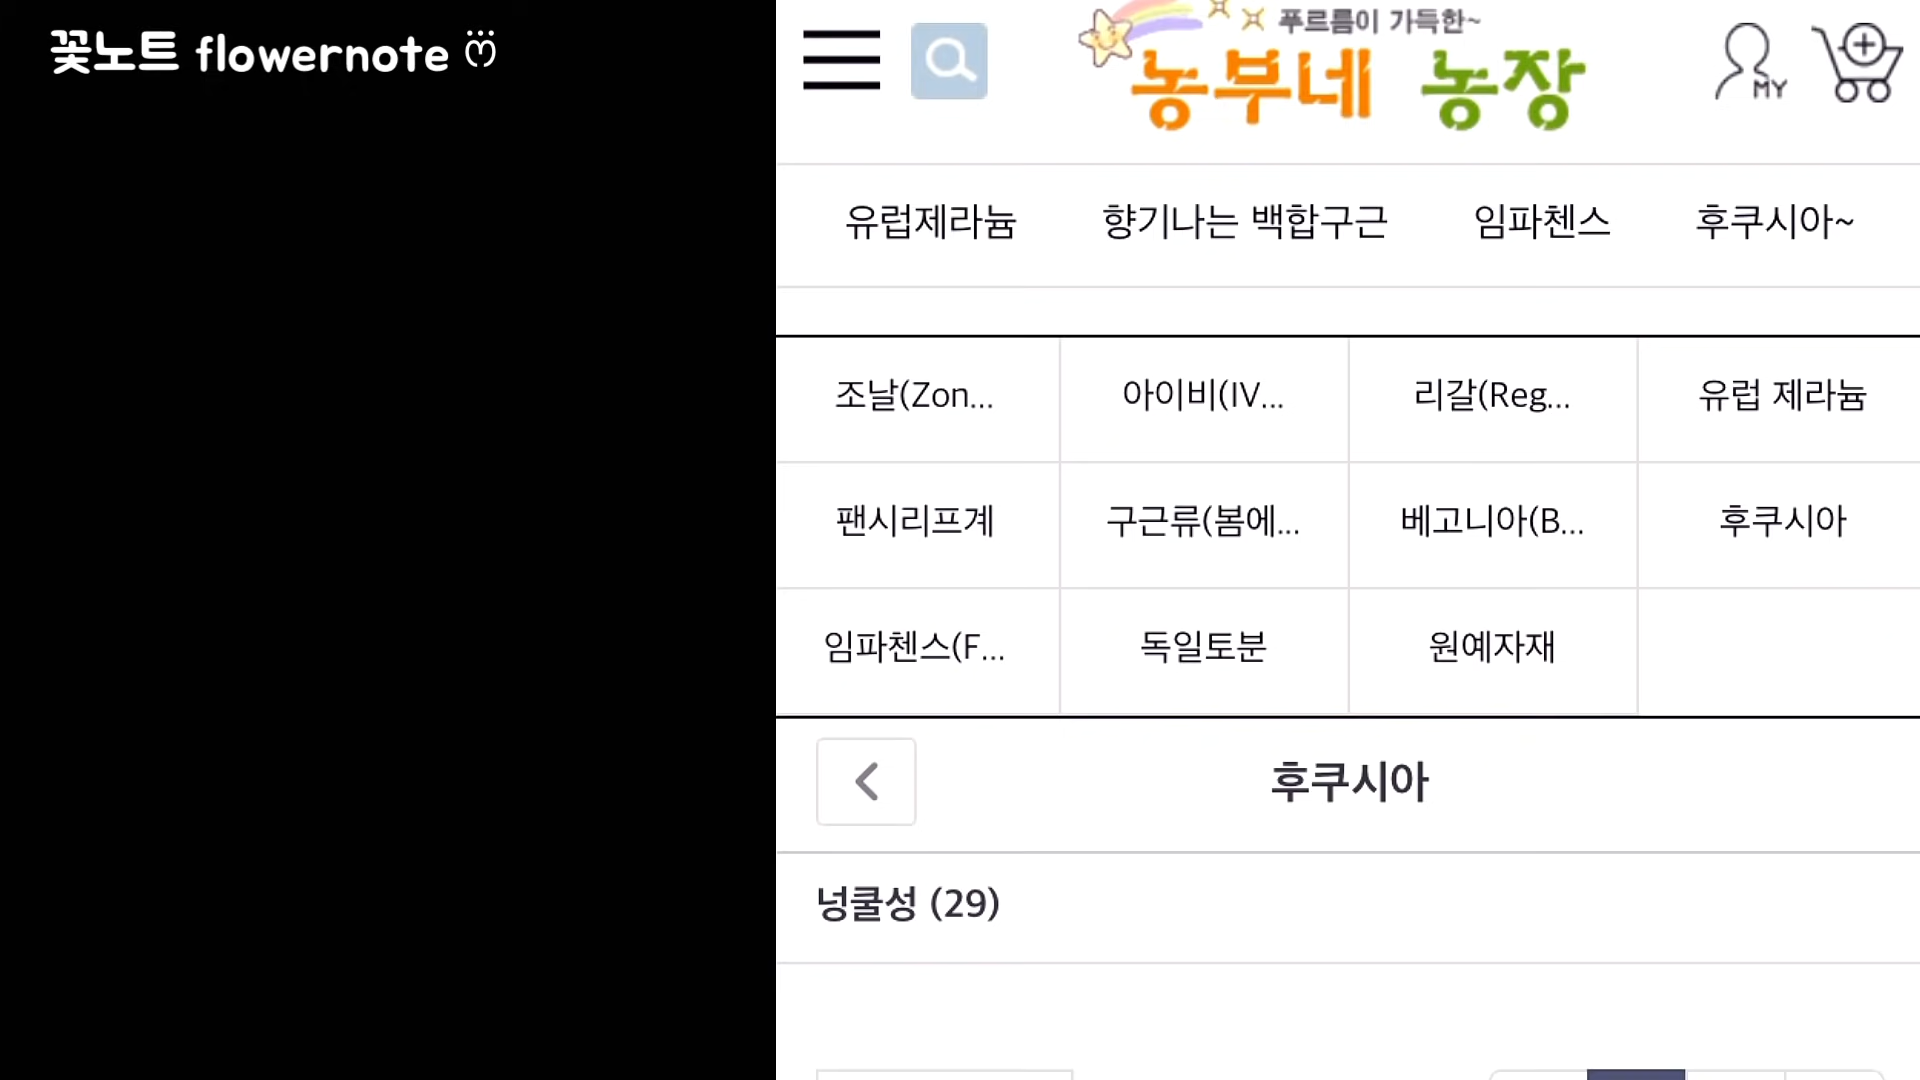 꽃노트 flowernote
푸르름이 가득한~
농부네 농장
MY
유럽제라늄 향기나는 백합구근 임파첸스 후쿠시아~
조날(Zon... 아이비(IV... 리갈(Reg... 유럽 제라늄
팬시리프계 구근류(봄에... 베고니아(B... 후쿠시아
임파첸스(F... 독일토분 원예자재
후쿠시아
넝쿨성 (29)